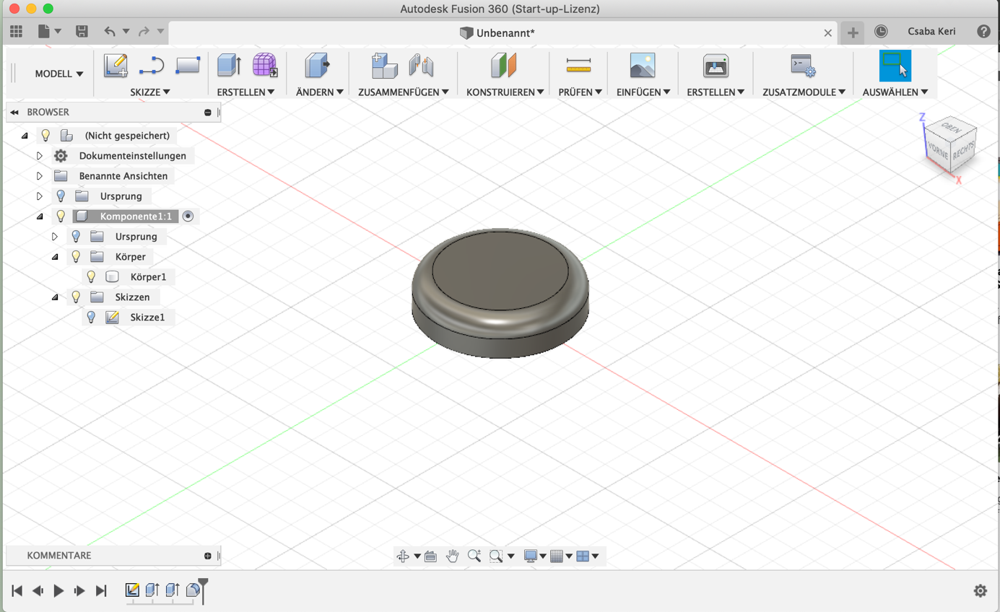 Autodesk Fusion 360 (Start-up-Lizenz)
Unbenannt*
Csaba Keri
MODELL
SKIZZE
ERSTELLEN
ÄNDERN
ZUSAMMENFÜGEN
KONSTRUIEREN
PRÜFEN
EINFÜGEN
ERSTELLEN
ZUSATZMODULE
AUSWÄHLEN
BROWSER
(Nicht gespeichert)
Dokumenteinstellungen
Benannte Ansichten
Ursprung
Komponente1:1
Ursprung
Körper
Körper1
Skizzen
Skizze1
Z
OBEN
VORNE
RECHTS
X
KOMMENTARE